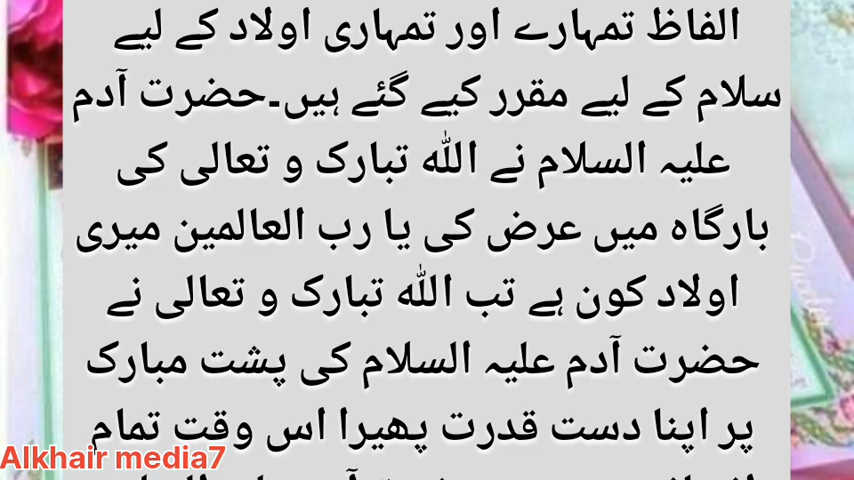 الفاظ تمہارے اور تمہاری اولاد کے لیے
سلام کے لیے مقرر کیے گئے ہیں۔حضرت آدم
علیہ السلام نے اللہ تبارک و تعالی کی
بارگاہ میں عرض کی یا رب العالمین میری
اولاد کون ہے تب اللہ تبارک و تعالی نے
حضرت آدم علیہ السلام کی پشت مبارک
پر اپنا دست قدرت پھیرا اس وقت تمام
Alkhair media7